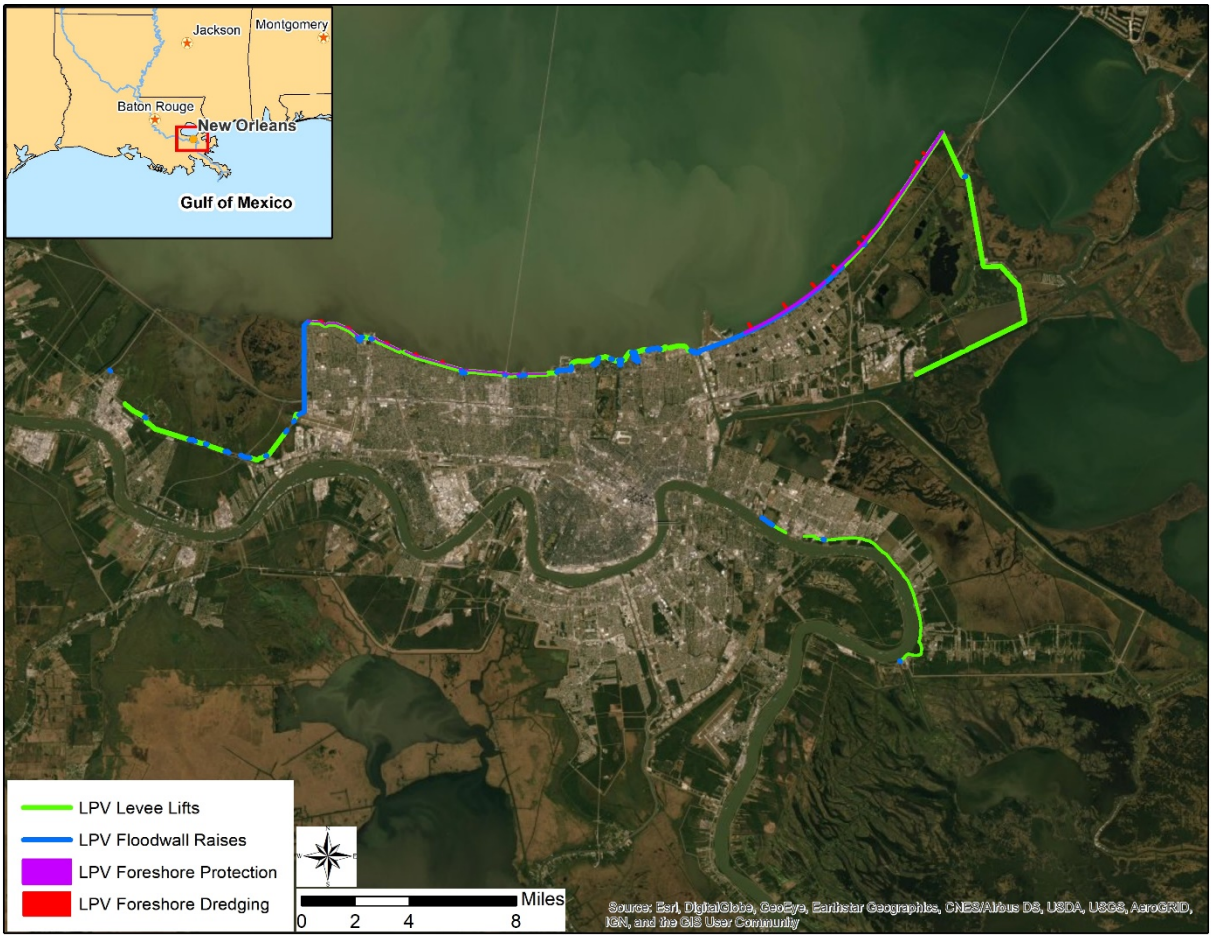 Jackson
Montgomery
Baton Rouge
New Orleans
Gulf of Mexico
LPV Levee Lifts
LPV Floodwall Raises
LPV Foreshore Protection
LPV Foreshore Dredging
N
W E
S
Miles
0 2 4 8
Source: Esri, DigitalGlobe, GeoEye, Earthstar Geographics, CNES/Airbus DS, USDA, USGS, AeroGRID,
IGN, and the GIS User Community